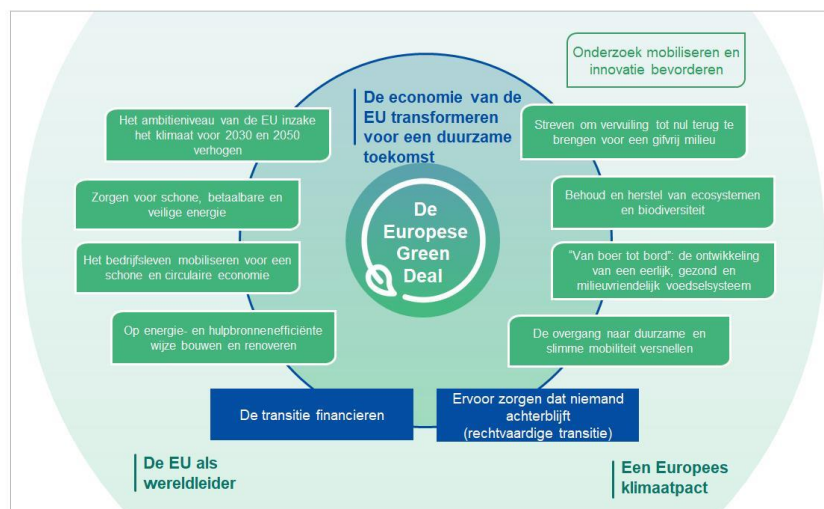 Onderzoek mobiliseren en
innovatie bevorderen
De economie van de
EU transformeren
voor een duurzame
toekomst
Het ambitieniveau van de EU inzake
het klimaat voor 2030 en 2050
verhogen
Streven om vervuiling tot nul terug te
brengen voor een gifvrij milieu
Zorgen voor schone, betaalbare en
veilige energie
Behoud en herstel van ecosystemen
en biodiversiteit
De
Europese
Green
Deal
Het bedrijfsleven mobiliseren voor een
schone en circulaire economie
"Van boer tot bord": de ontwikkeling
van een eerlijk, gezond en
milieuvriendelijk voedselsysteem
Op energie- en hulpbronnenefficiënte
wijze bouwen en renoveren
De overgang naar duurzame en
slimme mobiliteit versnellen
De transitie financieren
Ervoor zorgen dat niemand
achterblijft
(rechtvaardige transitie)
De EU als
wereldleider
Een Europees
klimaatpact